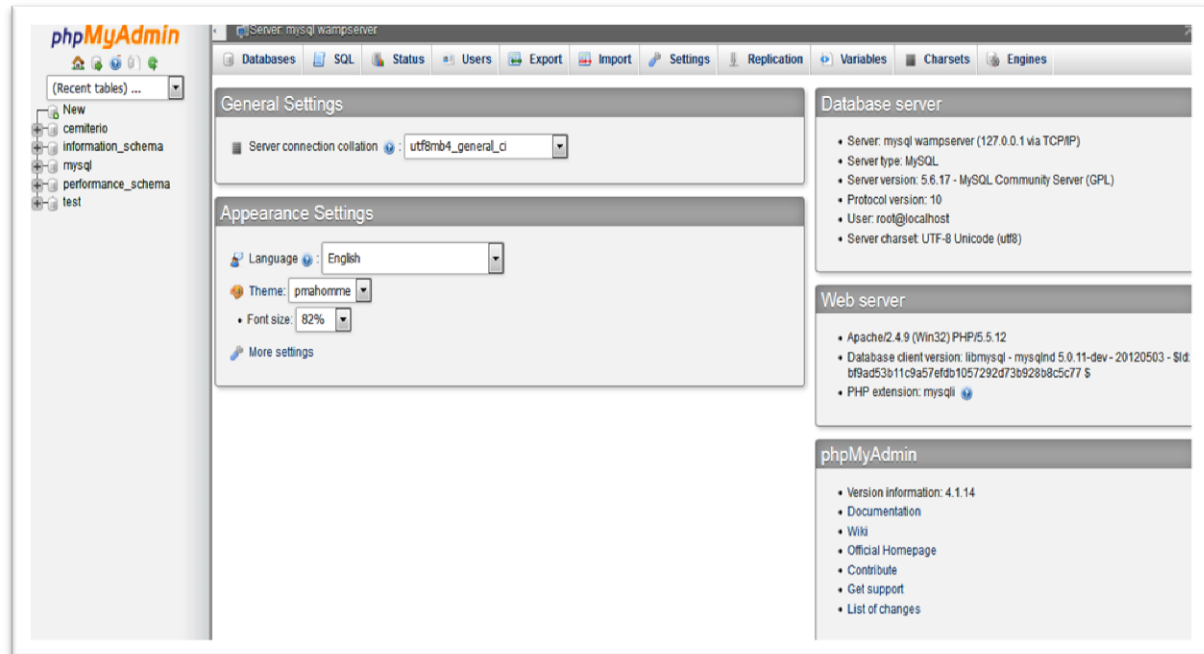 phpMyAdmin
(Recent tables) ...
New
cemiterio
information_schema
mysql
performance_schema
test
Server: mysql wampserver
Databases SQL Status Users Export Import Settings Replication Variables Charsets Engines
General Settings
Server connection collation : utf8mb4_general_ci
Appearance Settings
Language : English
Theme: pmahomme
• Font size: 82%
More settings
Database server
• Server: mysql wampserver (127.0.0.1 via TCP/IP)
• Server type: MySQL
• Server version: 5.6.17 - MySQL Community Server (GPL)
• Protocol version: 10
• User: root@localhost
• Server charset: UTF-8 Unicode (utf8)
Web server
• Apache/2.4.9 (Win32) PHP/5.5.12
• Database client version: libmysql - mysqlnd 5.0.11-dev - 20120503 - $Id:
bf9ad53b11c9a57efdb1057292d73b928b8c5c77 $
• PHP extension: mysqli
phpMyAdmin
• Version information: 4.1.14
• Documentation
• Wiki
• Official Homepage
• Contribute
• Get support
• List of changes